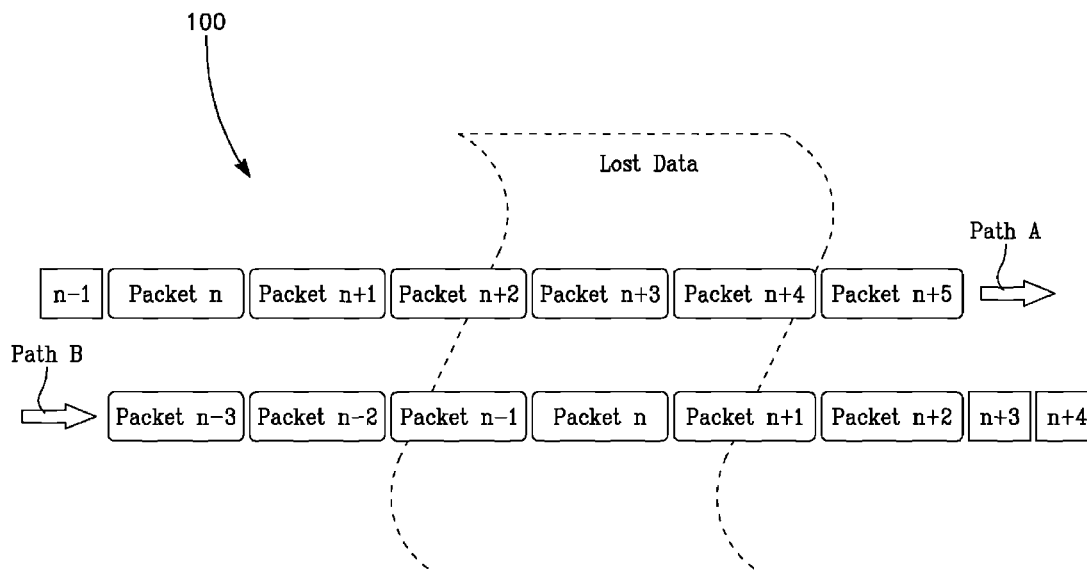 100
Lost Data
Path A
n-1 Packet n Packet n+1 Packet n+2 Packet n+3 Packet n+4 Packet n+5
Path B
Packet n-3 Packet n-2 Packet n-1 Packet n Packet n+1 Packet n+2 n+3 n+4